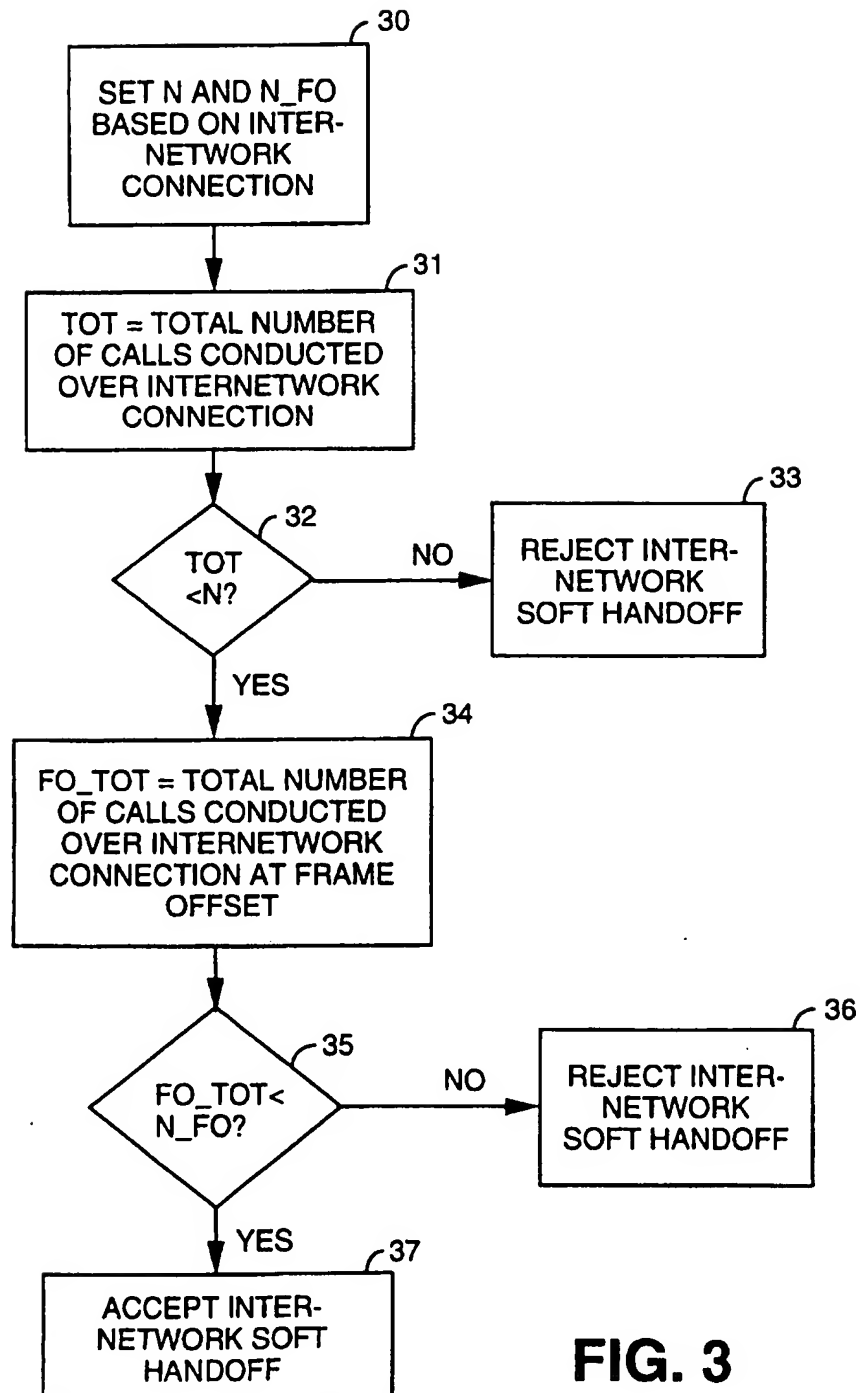 30
SET N AND N_FO
BASED ON INTER-
NETWORK
CONNECTION
31
TOT = TOTAL NUMBER
OF CALLS CONDUCTED
OVER INTERNETWORK
CONNECTION
32
TOT
<N?
NO
33
REJECT INTER-
NETWORK
SOFT HANDOFF
YES
34
FO_TOT = TOTAL NUMBER
OF CALLS CONDUCTED
OVER INTERNETWORK
CONNECTION AT FRAME
OFFSET
35
FO_TOT<
N_FO?
NO
36
REJECT INTER-
NETWORK
SOFT HANDOFF
YES
37
ACCEPT INTER-
NETWORK SOFT
HANDOFF
FIG. 3